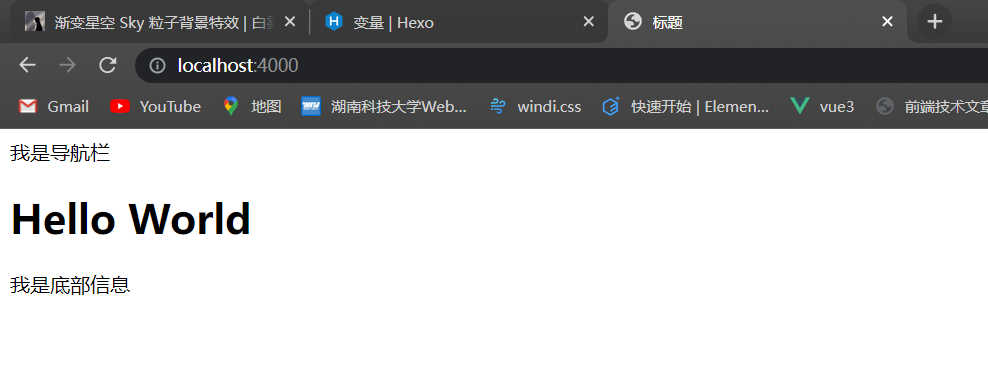 渐变星空 Sky 粒子背景特效 | 白
变量 | Hexo
标题
localhost:4000
Gmail
YouTube
地图
湖南科技大学Web...
windi.css
快速开始 | Elemen...
vue3
前端技术文章
我是导航栏
Hello World
我是底部信息